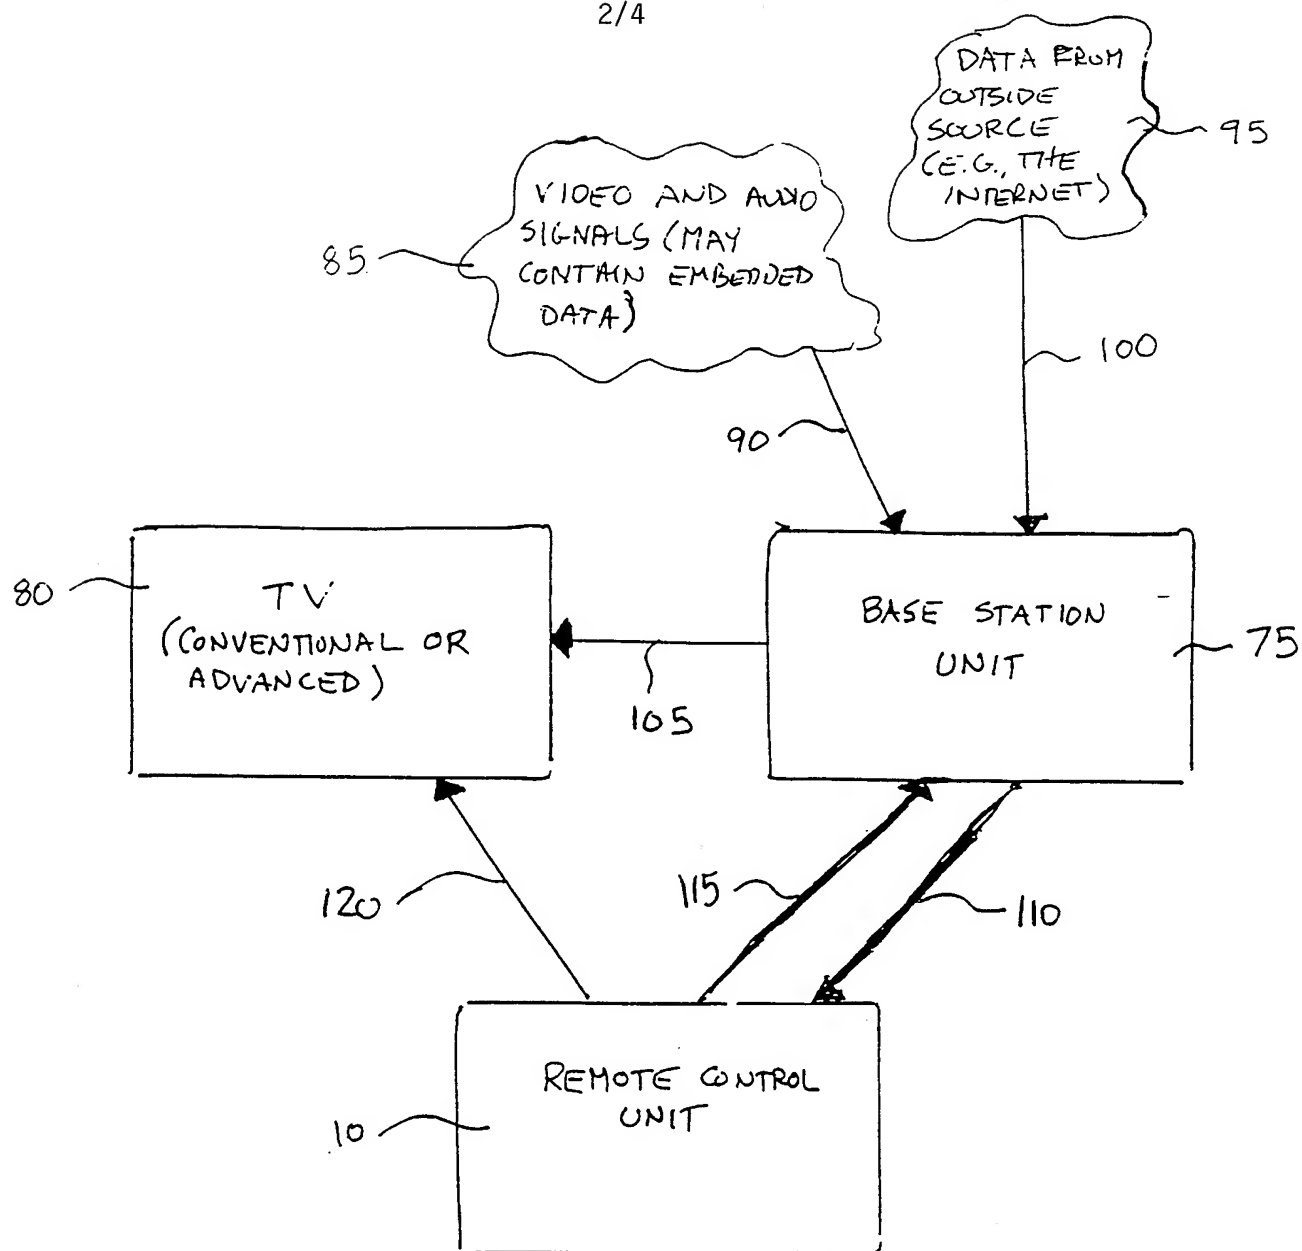 2/4
DATA FROM
OUTSIDE
SOURCE
(E.G., THE
INTERNET)
95
VIDEO AND AUDIO
SIGNALS (MAY
CONTAIN EMBEDDED
DATA)
85
100
90
80
TV
(CONVENTIONAL OR
ADVANCED)
BASE STATION
UNIT
75
105
120
115
110
REMOTE CONTROL
UNIT
10